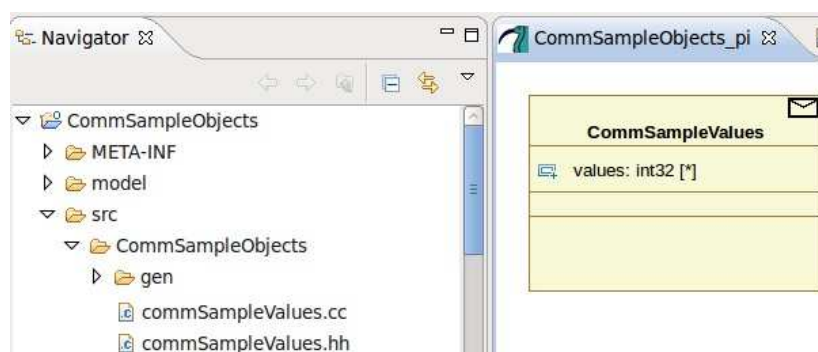 Navigator
CommSampleObjects_pi
CommSampleObjects
META-INF
model
src
CommSampleObjects
gen
commSampleValues.cc
commSampleValues.hh
CommSampleValues
values: int32 [*]